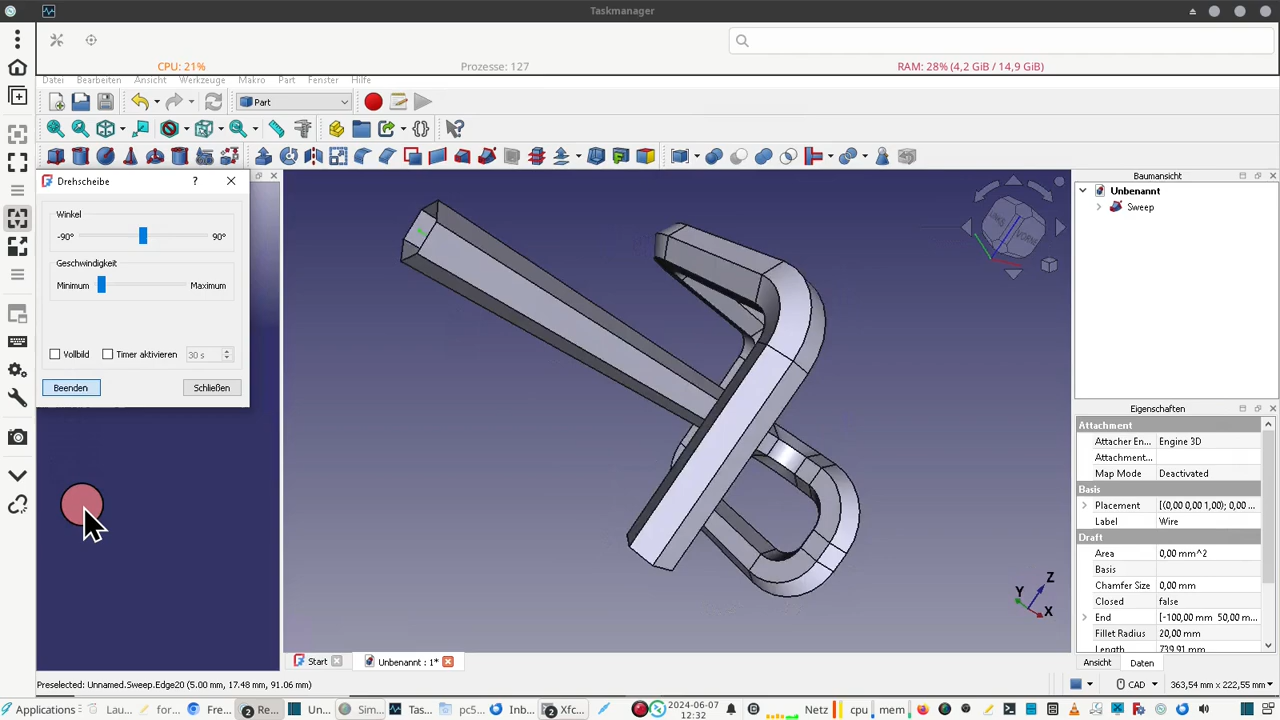 Taskmanager
CPU: 21%
Prozesse: 127
RAM: 28% (4,2 GiB / 14,9 GiB)
Datei Bearbeiten Ansicht Werkzeuge Makro Part Fenster Hilfe
Part
Drehscheibe
?
Winkel
-90°
90°
Geschwindigkeit
Minimum
Maximum
Vollbild
Timer aktivieren
30 s
Beenden
Schließen
VORN
Z
Y
X
Baumansicht
Unbenannt
Sweep
Eigenschaften
Attachment
Attacher En... Engine 3D
Attachment...
Map Mode Deactivated
Basis
Placement [(0,00 0,00 1,00); 0,00 ...
Label Wire
Draft
Area 0,00 mm^2
Basis
Chamfer Size 0,00 mm
Closed false
End [-100,00 mm 50,00 m...
Fillet Radius 20,00 mm
Length 739,91 mm
Ansicht Daten
Start
Unbenannt : 1*
Preselected: Unnamed.Sweep.Edge20 (5.00 mm, 17.48 mm, 91.06 mm)
CAD
363,54 mm x 222,55 mm
Applications
Lau...
Edge...
Fre...
2
Re...
Un...
Sim...
Tas...
pc5...
Inb...
2
Xfc...
2024-06-07
12:32
Netz
cpu
mem